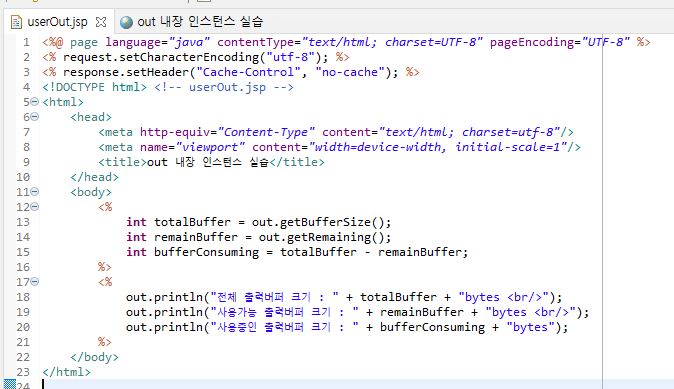 userOut.jsp out 내장 인스턴스 실습
1 <%@ page language="java" contentType="text/html; charset=UTF-8" pageEncoding="UTF-8" %>
2 <% request.setCharacterEncoding("utf-8"); %>
3 <% response.setHeader("Cache-Control", "no-cache"); %>
4 <!DOCTYPE html> <!-- userOut.jsp -->
5 <html>
6 <head>
7 <meta http-equiv="Content-Type" content="text/html; charset=utf-8"/>
8 <meta name="viewport" content="width=device-width, initial-scale=1"/>
9 <title>out 내장 인스턴스 실습</title>
10 </head>
11 <body>
12 <%
13 int totalBuffer = out.getBufferSize();
14 int remainBuffer = out.getRemaining();
15 int bufferConsuming = totalBuffer - remainBuffer;
16 %>
17 <%
18 out.println("전체 출력버퍼 크기 : " + totalBuffer + "bytes <br/>");
19 out.println("사용가능 출력버퍼 크기 : " + remainBuffer + "bytes <br/>");
20 out.println("사용중인 출력버퍼 크기 : " + bufferConsuming + "bytes");
21 %>
22 </body>
23 </html>
24